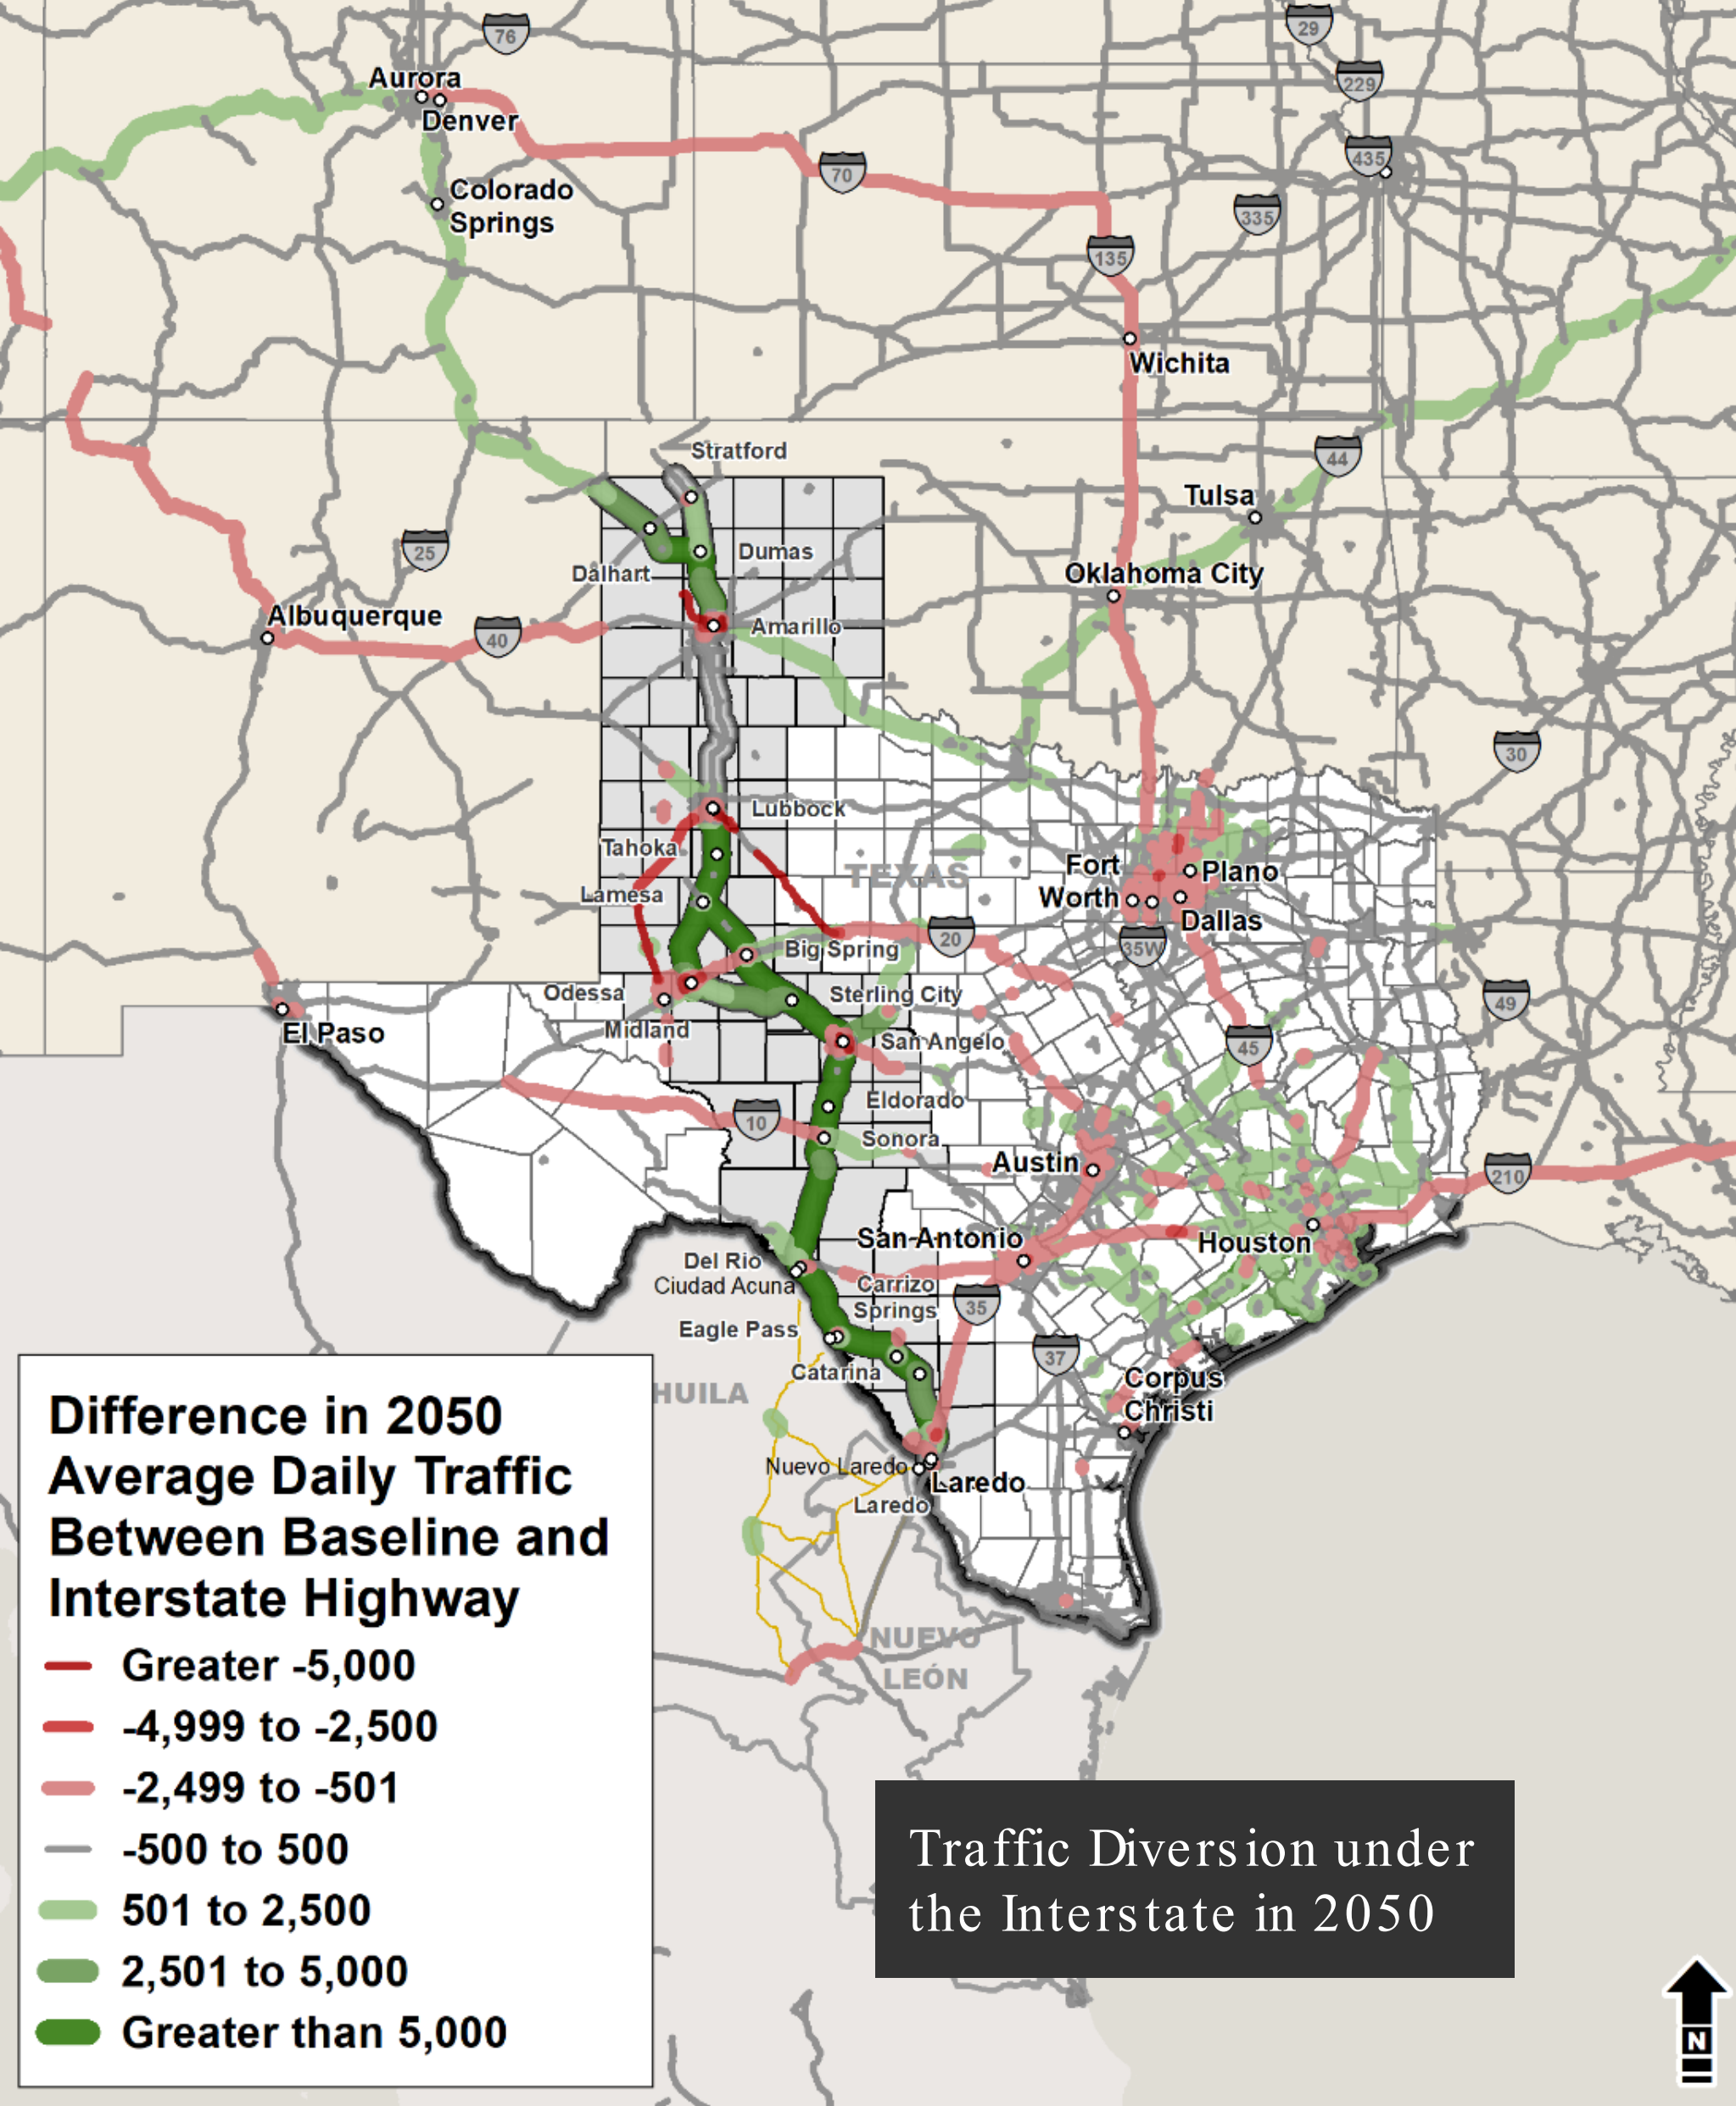 76
29
229
Aurora
Denver
435
70
Colorado
Springs
335
135
Wichita
Stratford
44
Tulsa
25
Dumas
Dalhart
Oklahoma City
Albuquerque
40
Amarillo
30
Lubbock
Tahoka
TEXAS
Fort
Worth
Plano
Lamesa
Dallas
20
35W
Big Spring
Odessa
Sterling City
49
El Paso
Midland
San Angelo
45
Eldorado
10
Sonora
Austin
210
San Antonio
Houston
Del Rio
Ciudad Acuna
Carrizo
Springs
35
Eagle Pass
37
Catarina
Corpus
Christi
HUILA
Nuevo Laredo
Laredo
Laredo
NUEVO
LEÓN
Difference in 2050
Average Daily Traffic
Between Baseline and
Interstate Highway
Greater -5,000
-4,999 to -2,500
-2,499 to -501
-500 to 500
501 to 2,500
2,501 to 5,000
Greater than 5,000
Traffic Diversion under
the Interstate in 2050
N